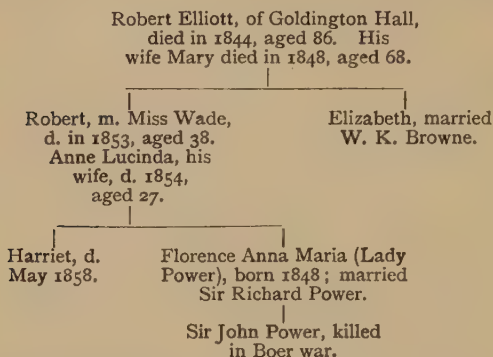 Robert Elliott, of Goldington Hall,
died in 1844, aged 86. His
wife Mary died in 1848, aged 68.
Robert, m. Miss Wade,
d. in 1853, aged 38.
Anne Lucinda, his
wife, d. 1854,
aged 27.
Elizabeth, married
W. K. Browne.
Harriet, d.
May 1858.
Florence Anna Maria (Lady
Power), born 1848; married
Sir Richard Power.
Sir John Power, killed
in Boer war.